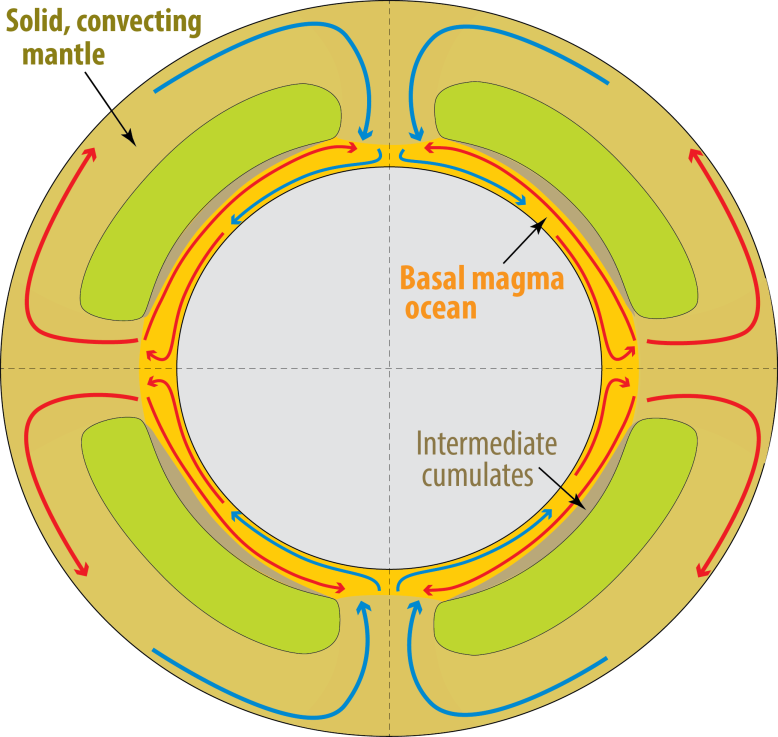 Solid, convecting
mantle
Basal magma
ocean
Intermediate
cumulates